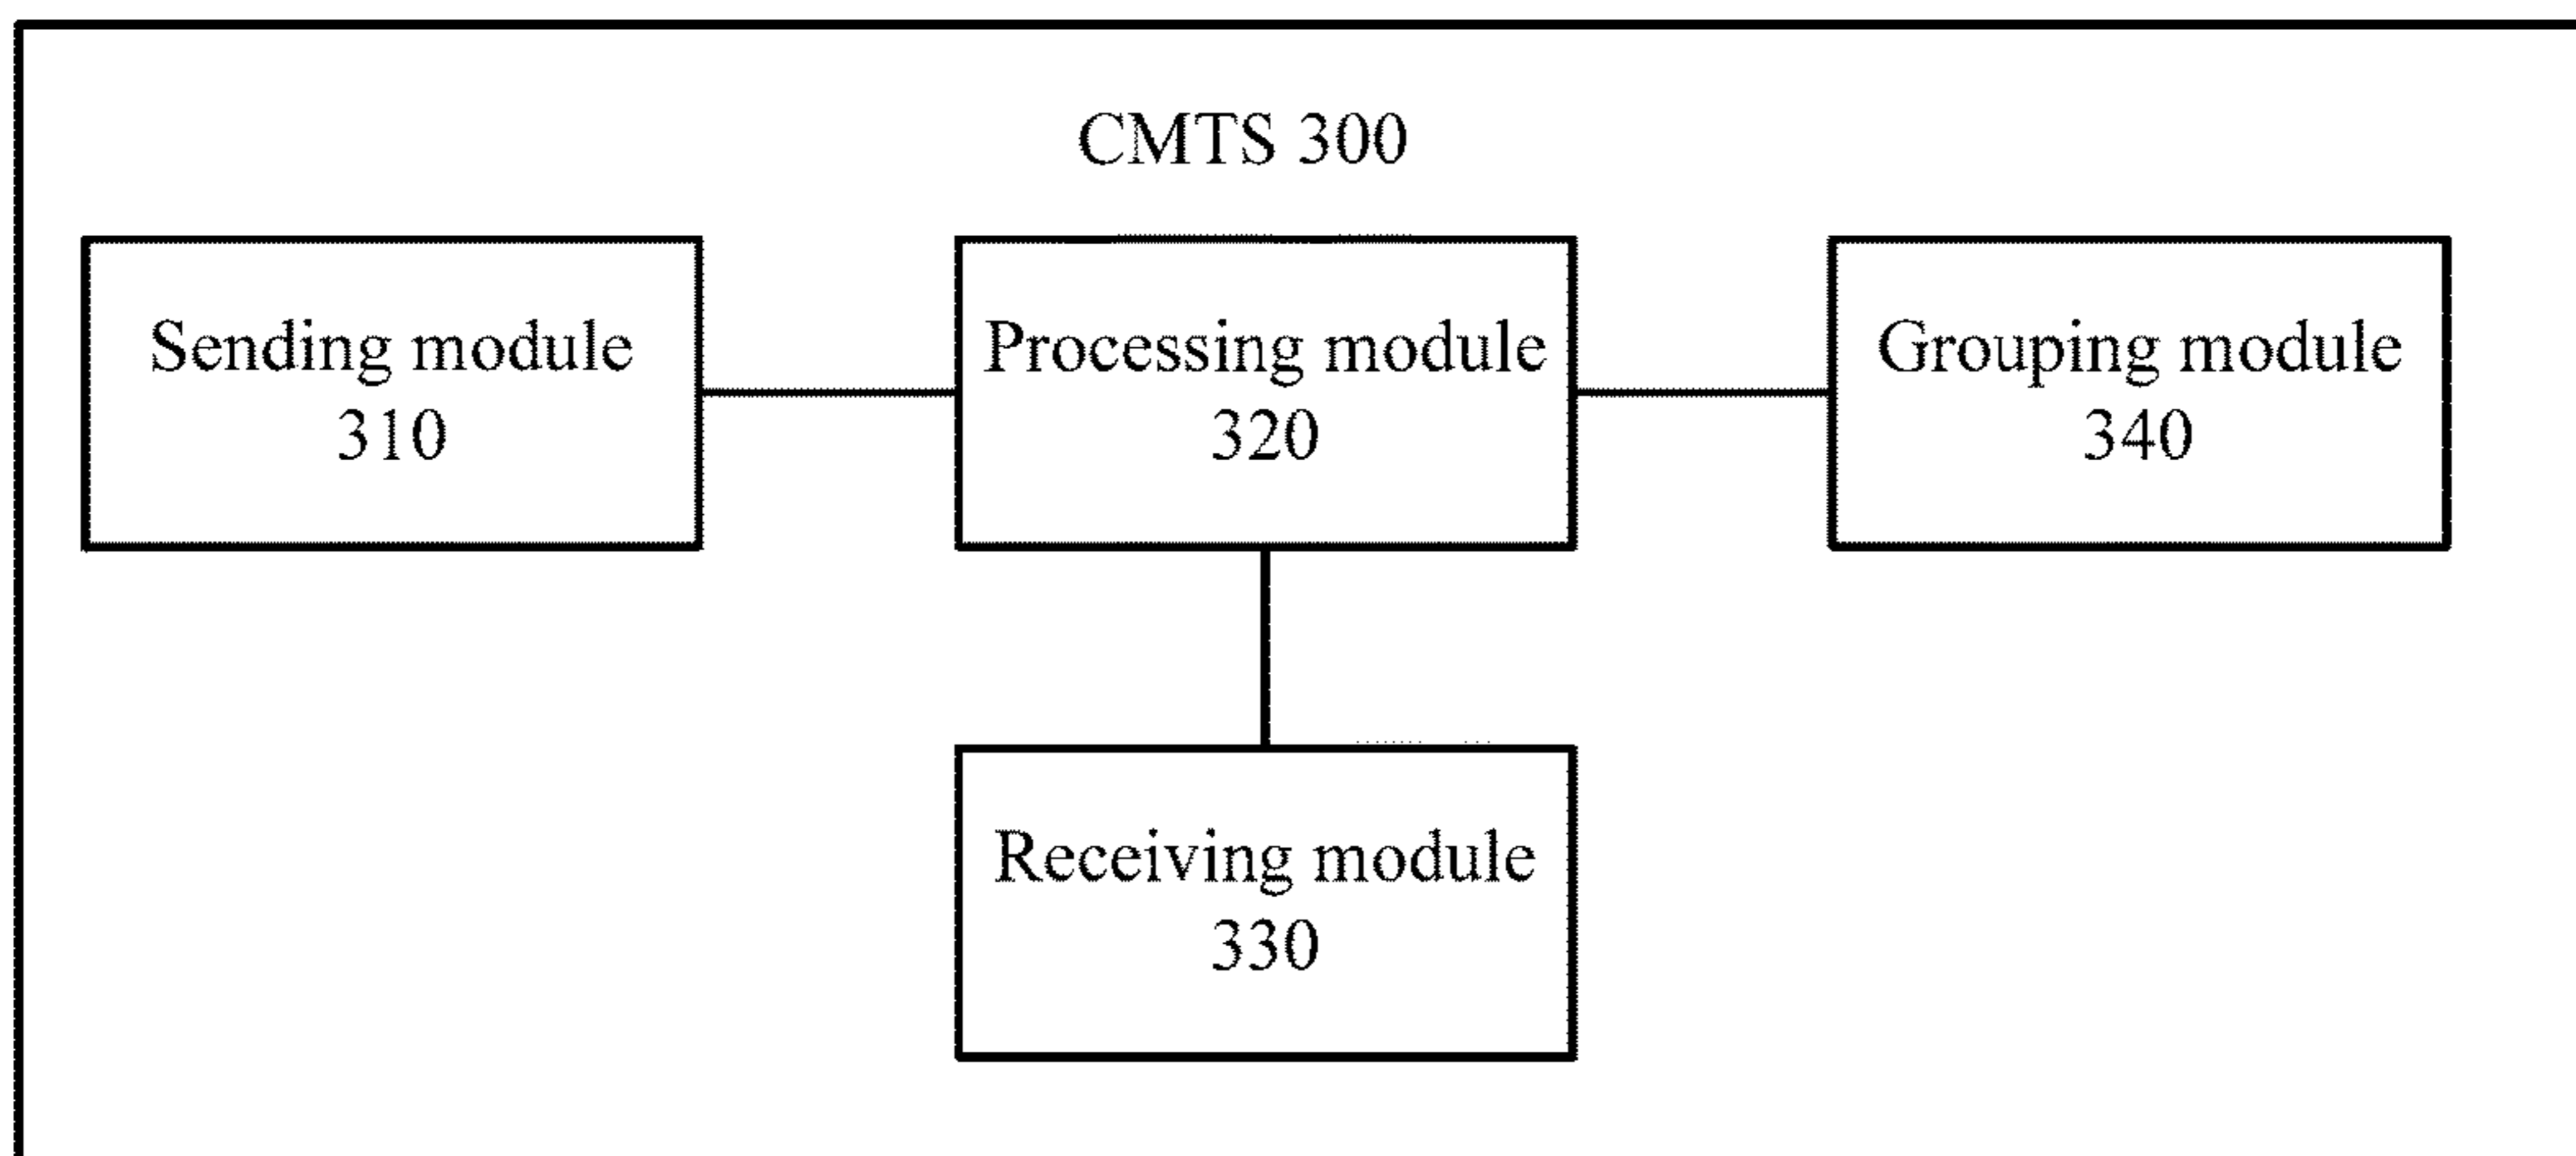 CMTS 300
Sending module
310
Processing module
320
Grouping module
340
Receiving module
330